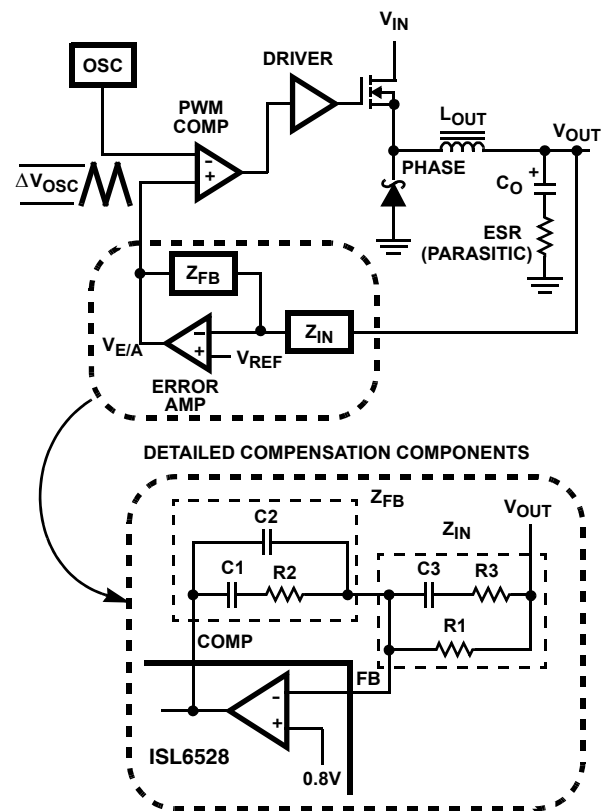 V_IN
OSC
DRIVER
PWM
COMP
L_OUT
V_OUT
-
+
PHASE
C_O
+
ΔV_OSC
ESR
(PARASITIC)
Z_FB
V_E/A
-
+
Z_IN
V_REF
ERROR
AMP
DETAILED COMPENSATION COMPONENTS
Z_FB
C2
Z_IN
V_OUT
C1
R2
C3
R3
R1
COMP
FB
-
+
ISL6528
0.8V